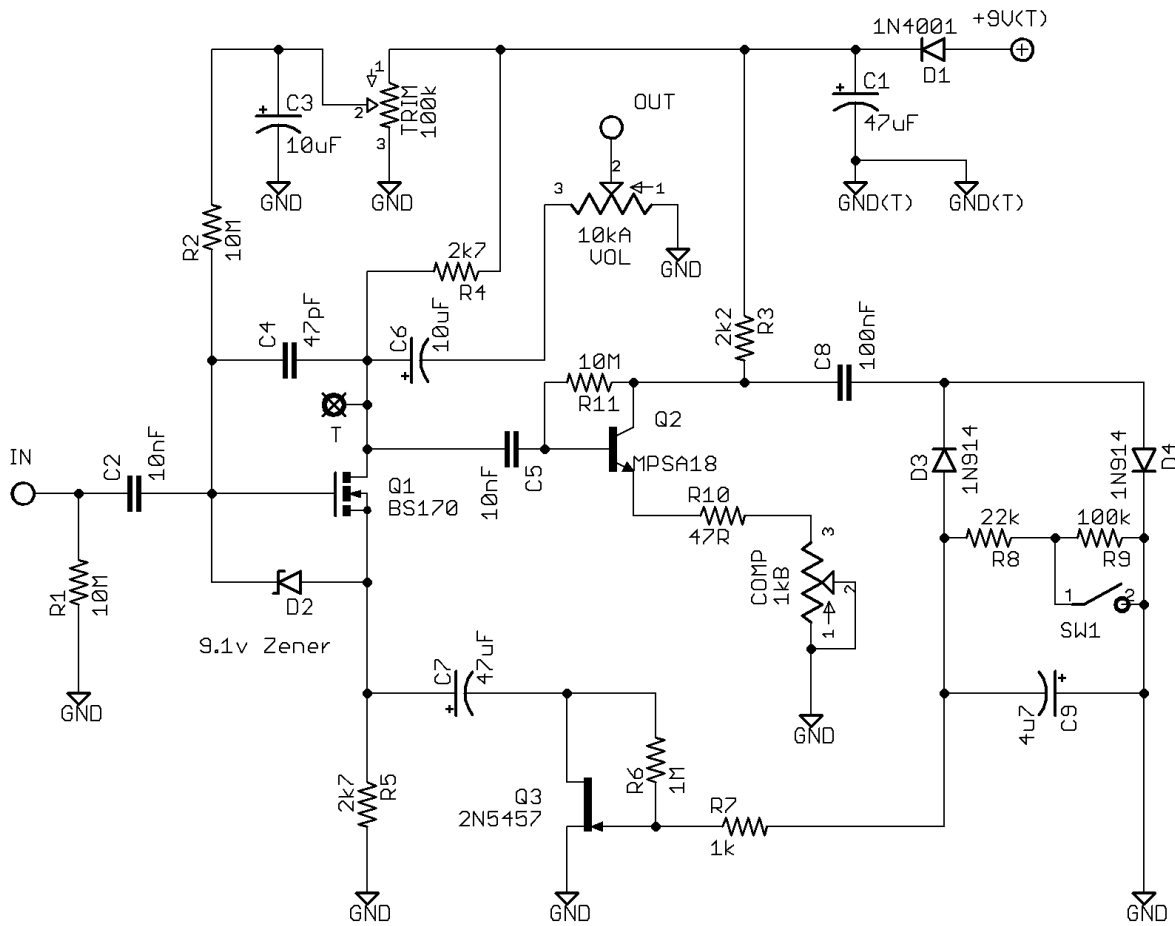 1N4001
+9V(T)
D1
C1
47uF
GND(T)
GND(T)
C3
10uF
GND
1
2
3
TRIM
100k
GND
OUT
2
3
1
10kA
VOL
GND
R2
10M
2k7
R4
C4
47pF
C6
10uF
+
T
2k2
R3
10M
R11
C8
100nF
Q2
MPSA18
IN
C2
10nF
Q1
BS170
10nF
C5
R10
47R
D3
1N914
1N914
D4
22k
R8
100k
R9
1
2
SW1
COMP
1kB
3
2
1
GND
R1
10M
GND
D2
9.1v Zener
C7
47uF
+
4u7
C9
+
2k7
R5
GND
Q3
2N5457
R6
1M
R7
1k
GND
GND